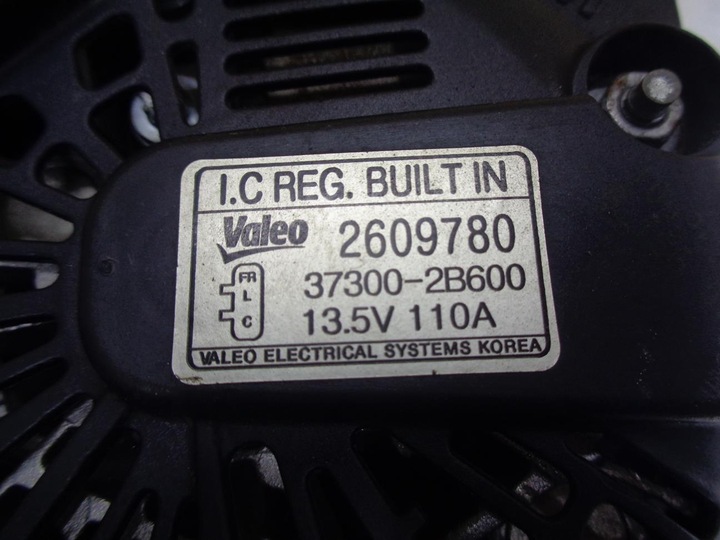 I.C REG. BUILT IN
Valeo 2609780
FR
L
C
37300-2B600
13.5V 110A
VALEO ELECTRICAL SYSTEMS KOREA